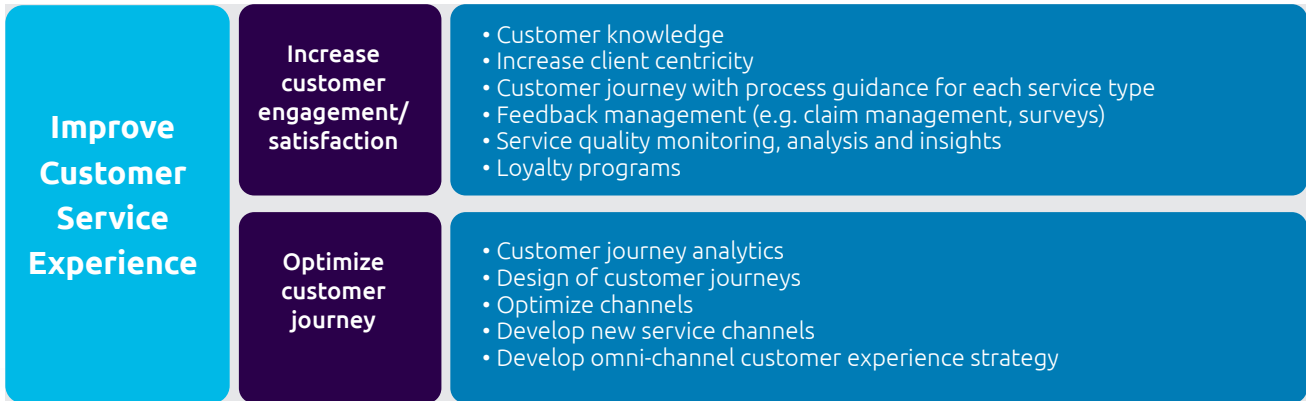 Improve
Customer
Service
Experience
Increase
customer
engagement/
satisfaction
• Customer knowledge
• Increase client centricity
• Customer journey with process guidance for each service type
• Feedback management (e.g. claim management, surveys)
• Service quality monitoring, analysis and insights
• Loyalty programs
Optimize
customer
journey
• Customer journey analytics
• Design of customer journeys
• Optimize channels
• Develop new service channels
• Develop omni-channel customer experience strategy